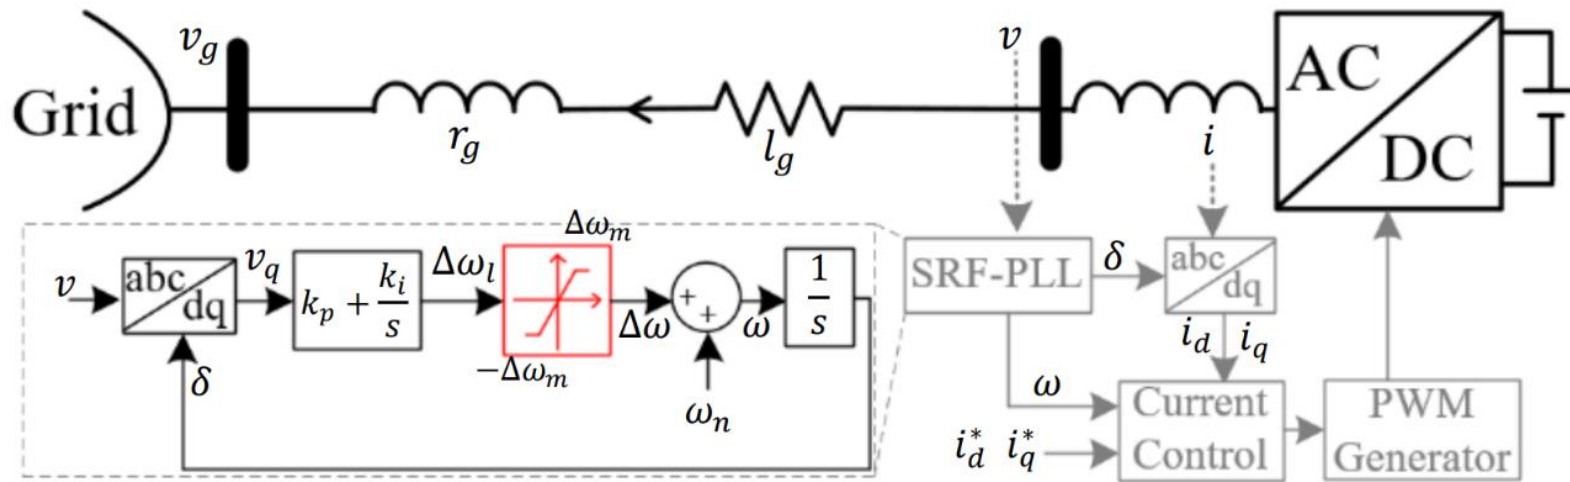 v_g
v
Grid
AC
DC
r_g
l_g
i
Δω_m
v
abc
dq
v_q
k_p + k_i/s
Δω_l
-Δω_m
Δω
+
+
ω
1/s
δ
ω_n
SRF-PLL
δ
abc
dq
i_d i_q
ω
i_d^* i_q^*
Current
Control
PWM
Generator